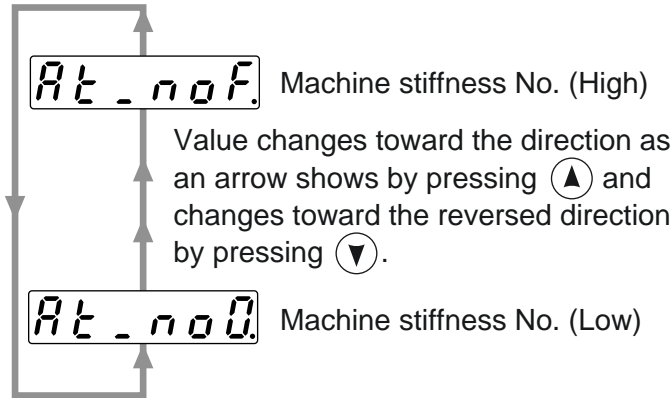 At_noF.
Machine stiffness No. (High)
Value changes toward the direction as
an arrow shows by pressing ▲ and
changes toward the reversed direction
by pressing ▼.
At_no0.
Machine stiffness No. (Low)